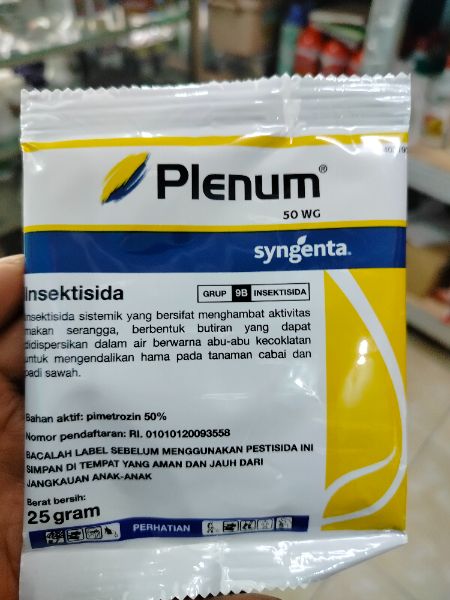 Plenum®
50 WG
syngenta
Insektisida
GRUP 9B INSEKTISIDA
Insektisida sistemik yang bersifat menghambat aktivitas
makan serangga, berbentuk butiran yang dapat
didispersikan dalam air berwarna abu-abu kecoklatan
untuk mengendalikan hama pada tanaman cabai dan
padi sawah.
Bahan aktif: pimetrozin 50%
Nomor pendaftaran: RI. 01010120093558
BACALAH LABEL SEBELUM MENGGUNAKAN PESTISIDA INI
SIMPAN DI TEMPAT YANG AMAN DAN JAUH DARI
JANGKAUAN ANAK-ANAK
Berat bersih:
25 gram
PERHATIAN